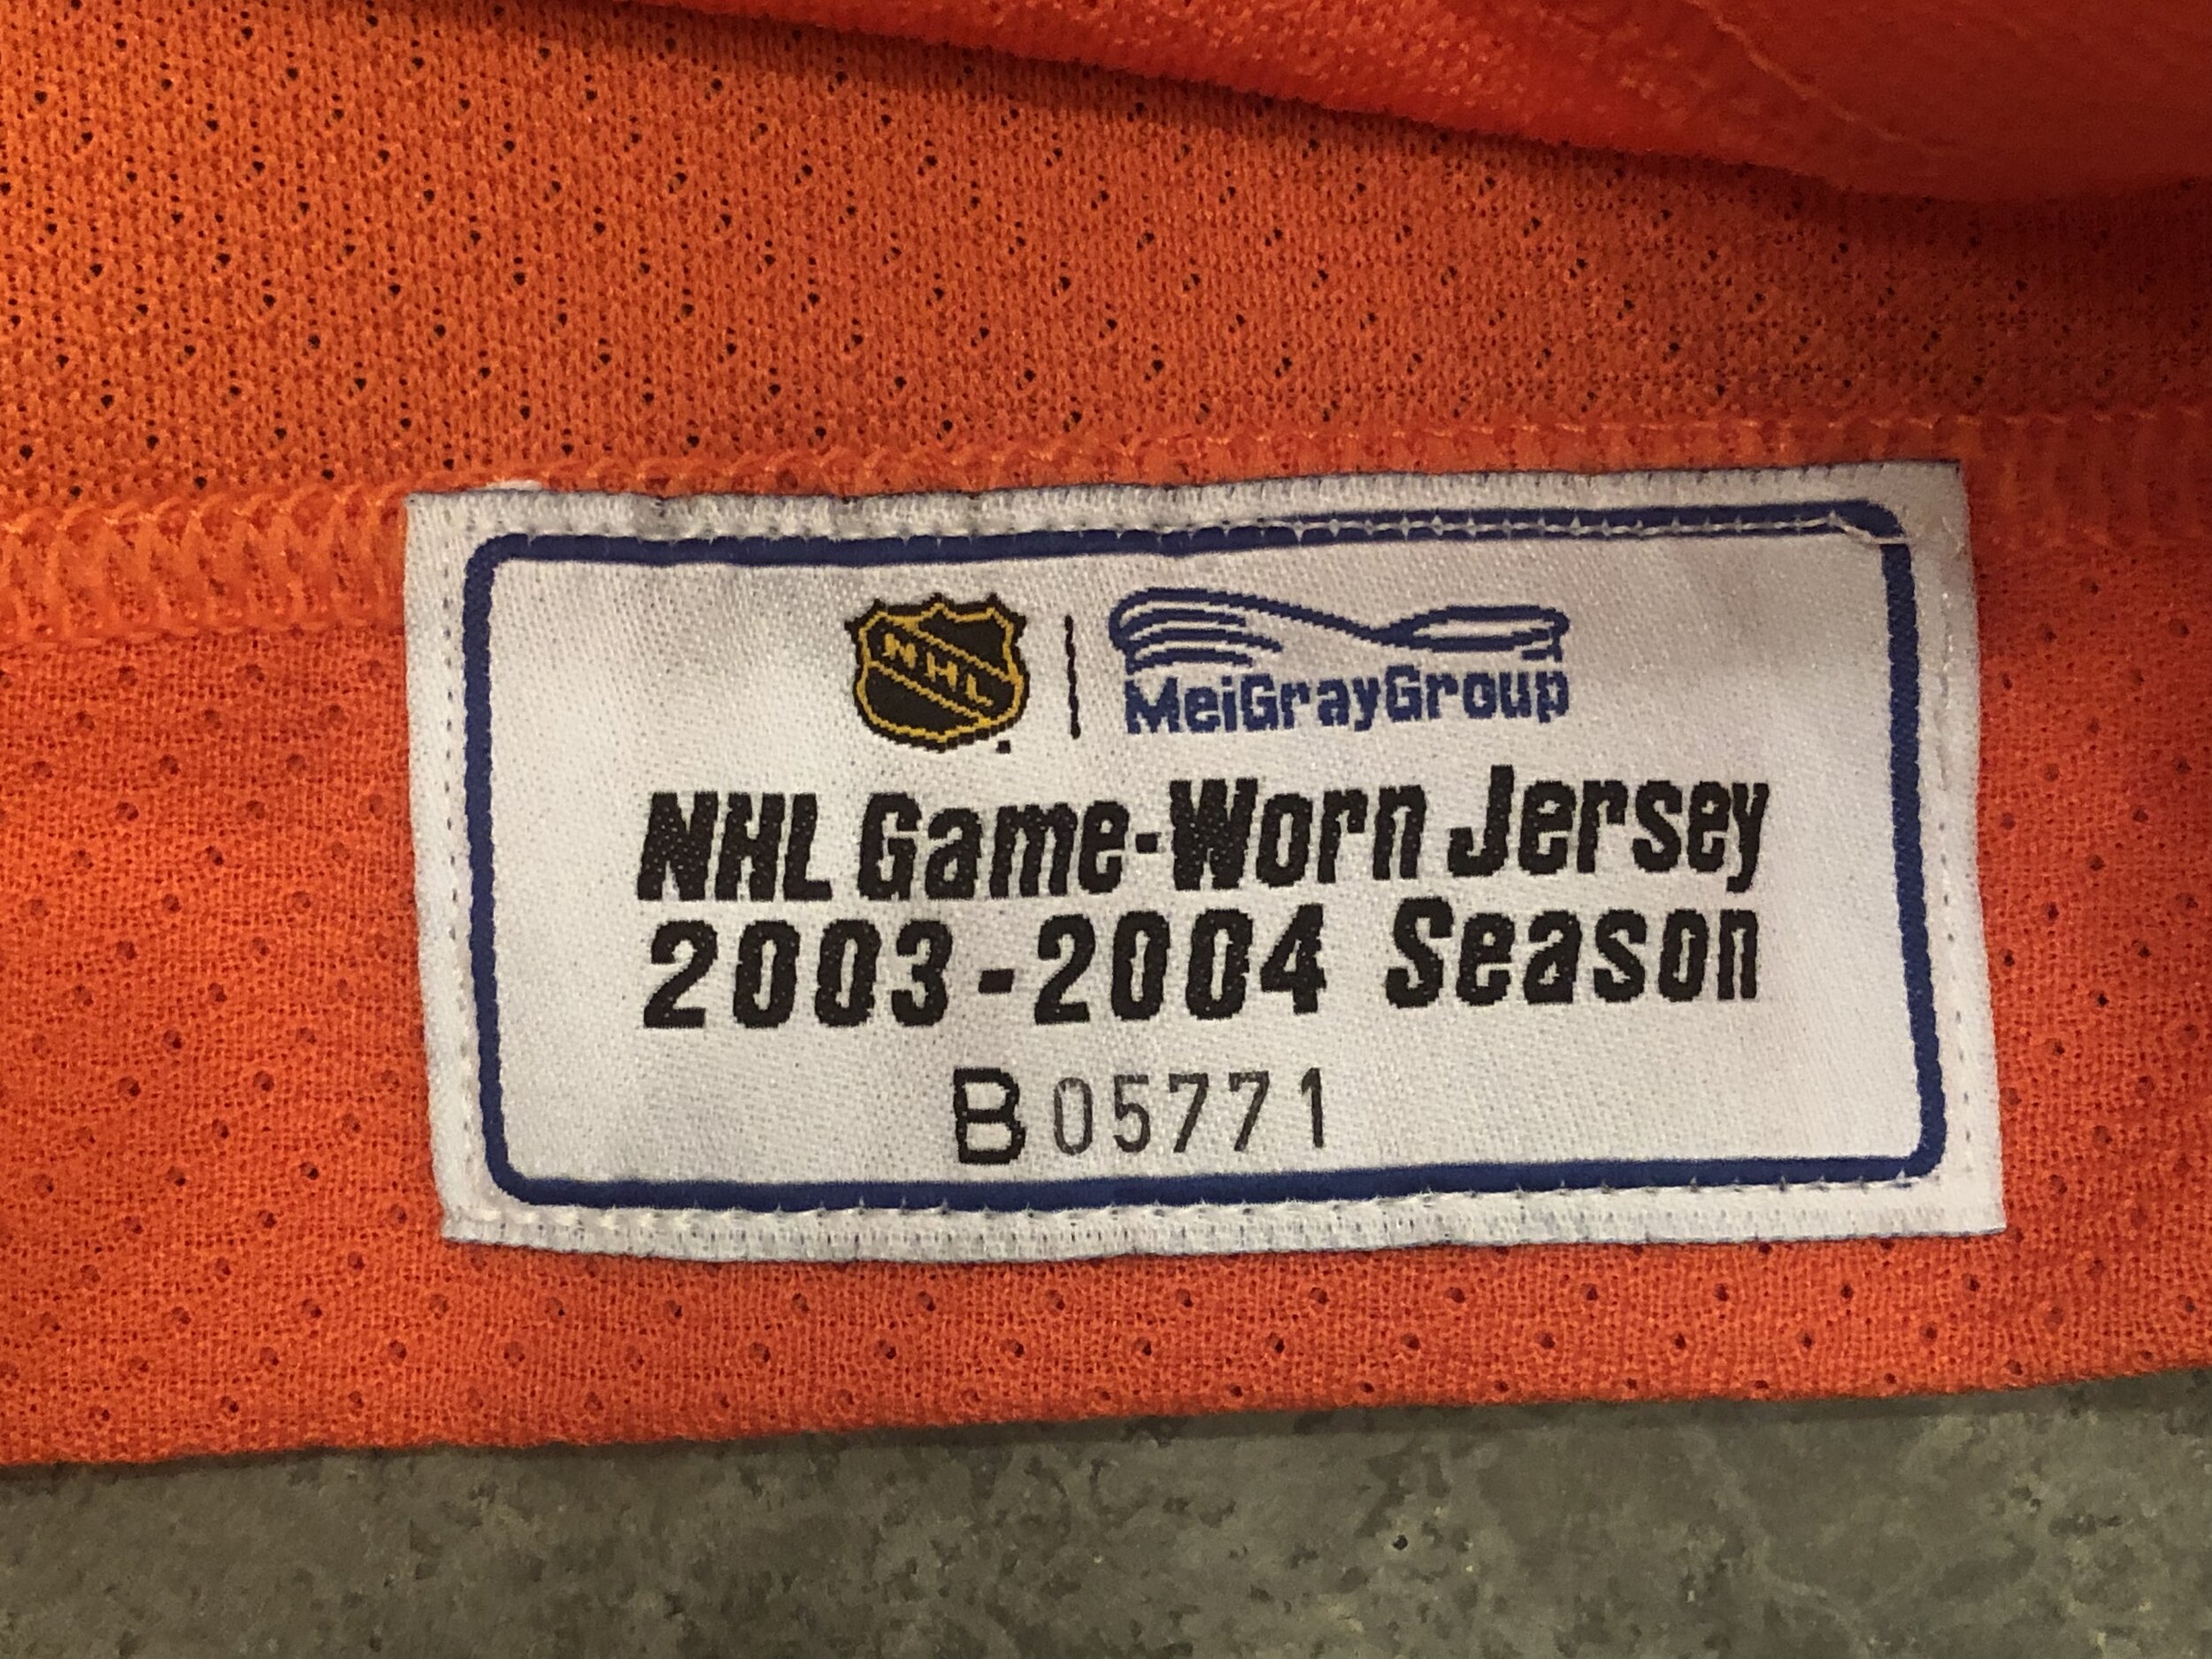 NHL MeiGrayGroup
NHL Game-Worn Jersey
2003-2004 Season
B05771